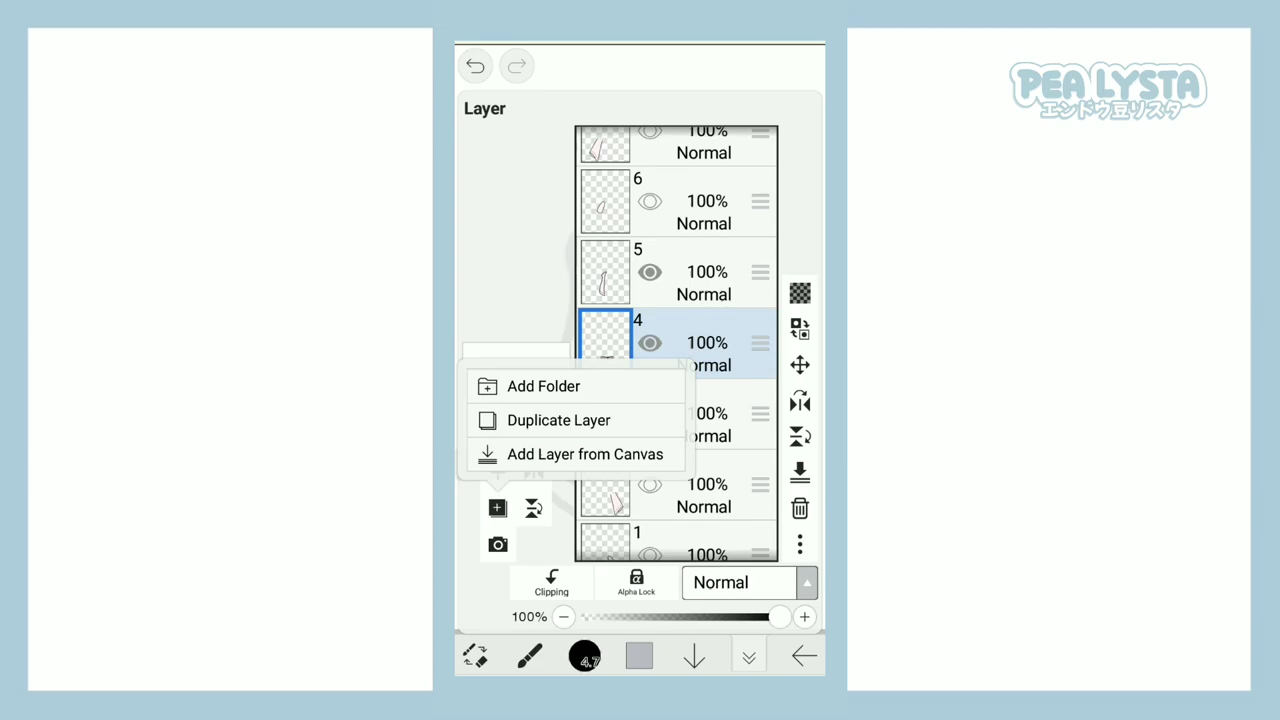 PEA LYSTA
エンドウ豆リスタ
Layer
100%
Normal
6
100%
Normal
5
100%
Normal
4
100%
Normal
Add Folder
Duplicate Layer
Add Layer from Canvas
100%
Normal
1
100%
Clipping
α
Alpha Lock
Normal
100%
4.7